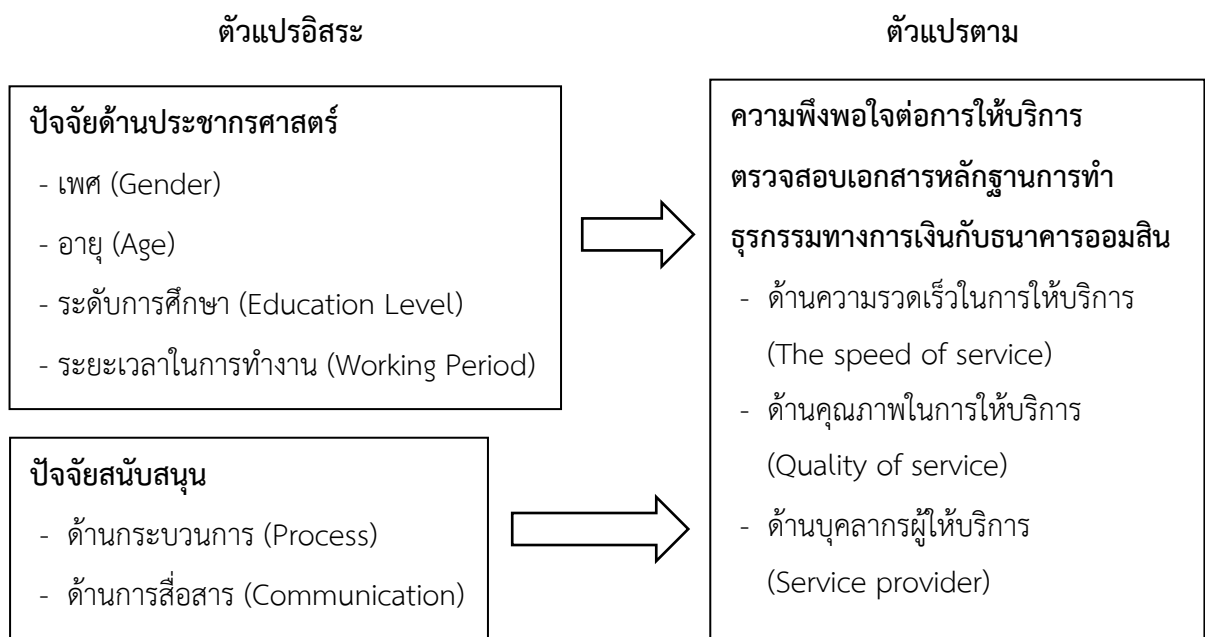 ตัวแปรอิสระ
ตัวแปรตาม
ปัจจัยด้านประชากรศาสตร์
- เพศ (Gender)
- อายุ (Age)
- ระดับการศึกษา (Education Level)
- ระยะเวลาในการทำงาน (Working Period)
ปัจจัยสนับสนุน
- ด้านกระบวนการ (Process)
- ด้านการสื่อสาร (Communication)
ความพึงพอใจต่อการให้บริการ
ตรวจสอบเอกสารหลักฐานการทำ
ธุรกรรมทางการเงินกับธนาคารออมสิน
- ด้านความรวดเร็วในการให้บริการ
(The speed of service)
- ด้านคุณภาพในการให้บริการ
(Quality of service)
- ด้านบุคลากรผู้ให้บริการ
(Service provider)